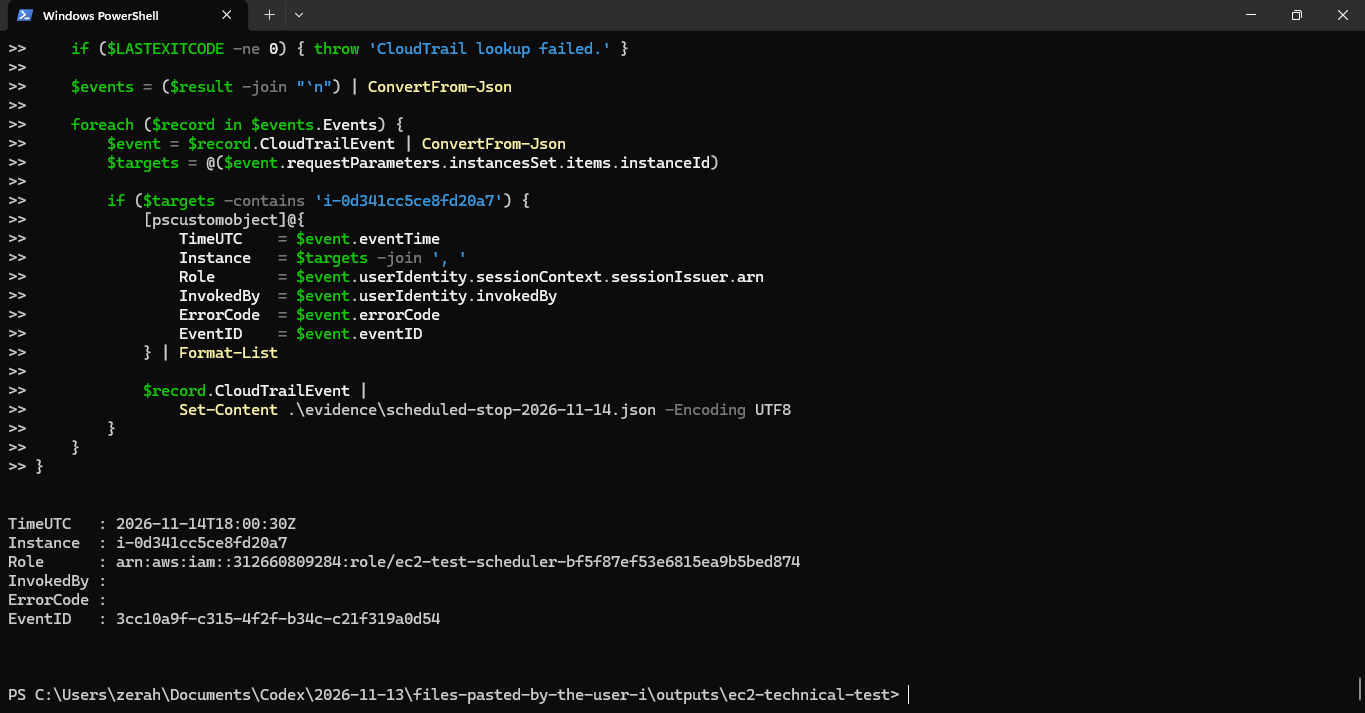 Windows PowerShell
>>     if ($LASTEXITCODE -ne 0) { throw 'CloudTrail lookup failed.' }
>>
>>     $events = ($result -join "`n") | ConvertFrom-Json
>>
>>     foreach ($record in $events.Events) {
>>         $event = $record.CloudTrailEvent | ConvertFrom-Json
>>         $targets = @($event.requestParameters.instancesSet.items.instanceId)
>>
>>         if ($targets -contains 'i-0d341cc5ce8fd20a7') {
>>             [pscustomobject]@{
>>                 TimeUTC    = $event.eventTime
>>                 Instance   = $targets -join ', '
>>                 Role       = $event.userIdentity.sessionContext.sessionIssuer.arn
>>                 InvokedBy  = $event.userIdentity.invokedBy
>>                 ErrorCode  = $event.errorCode
>>                 EventID    = $event.eventID
>>             } | Format-List
>>
>>             $record.CloudTrailEvent |
>>                 Set-Content .\evidence\scheduled-stop-2026-11-14.json -Encoding UTF8
>>         }
>>     }
>> }
TimeUTC   : 2026-11-14T18:00:30Z
Instance  : i-0d341cc5ce8fd20a7
Role      : arn:aws:iam::312660809284:role/ec2-test-scheduler-bf5f87ef53e6815ea9b5bed874
InvokedBy :
ErrorCode :
EventID   : 3cc10a9f-c315-4f2f-b34c-c21f319a0d54
PS C:\Users\zerah\Documents\Codex\2026-11-13\files-pasted-by-the-user-i\outputs\ec2-technical-test>